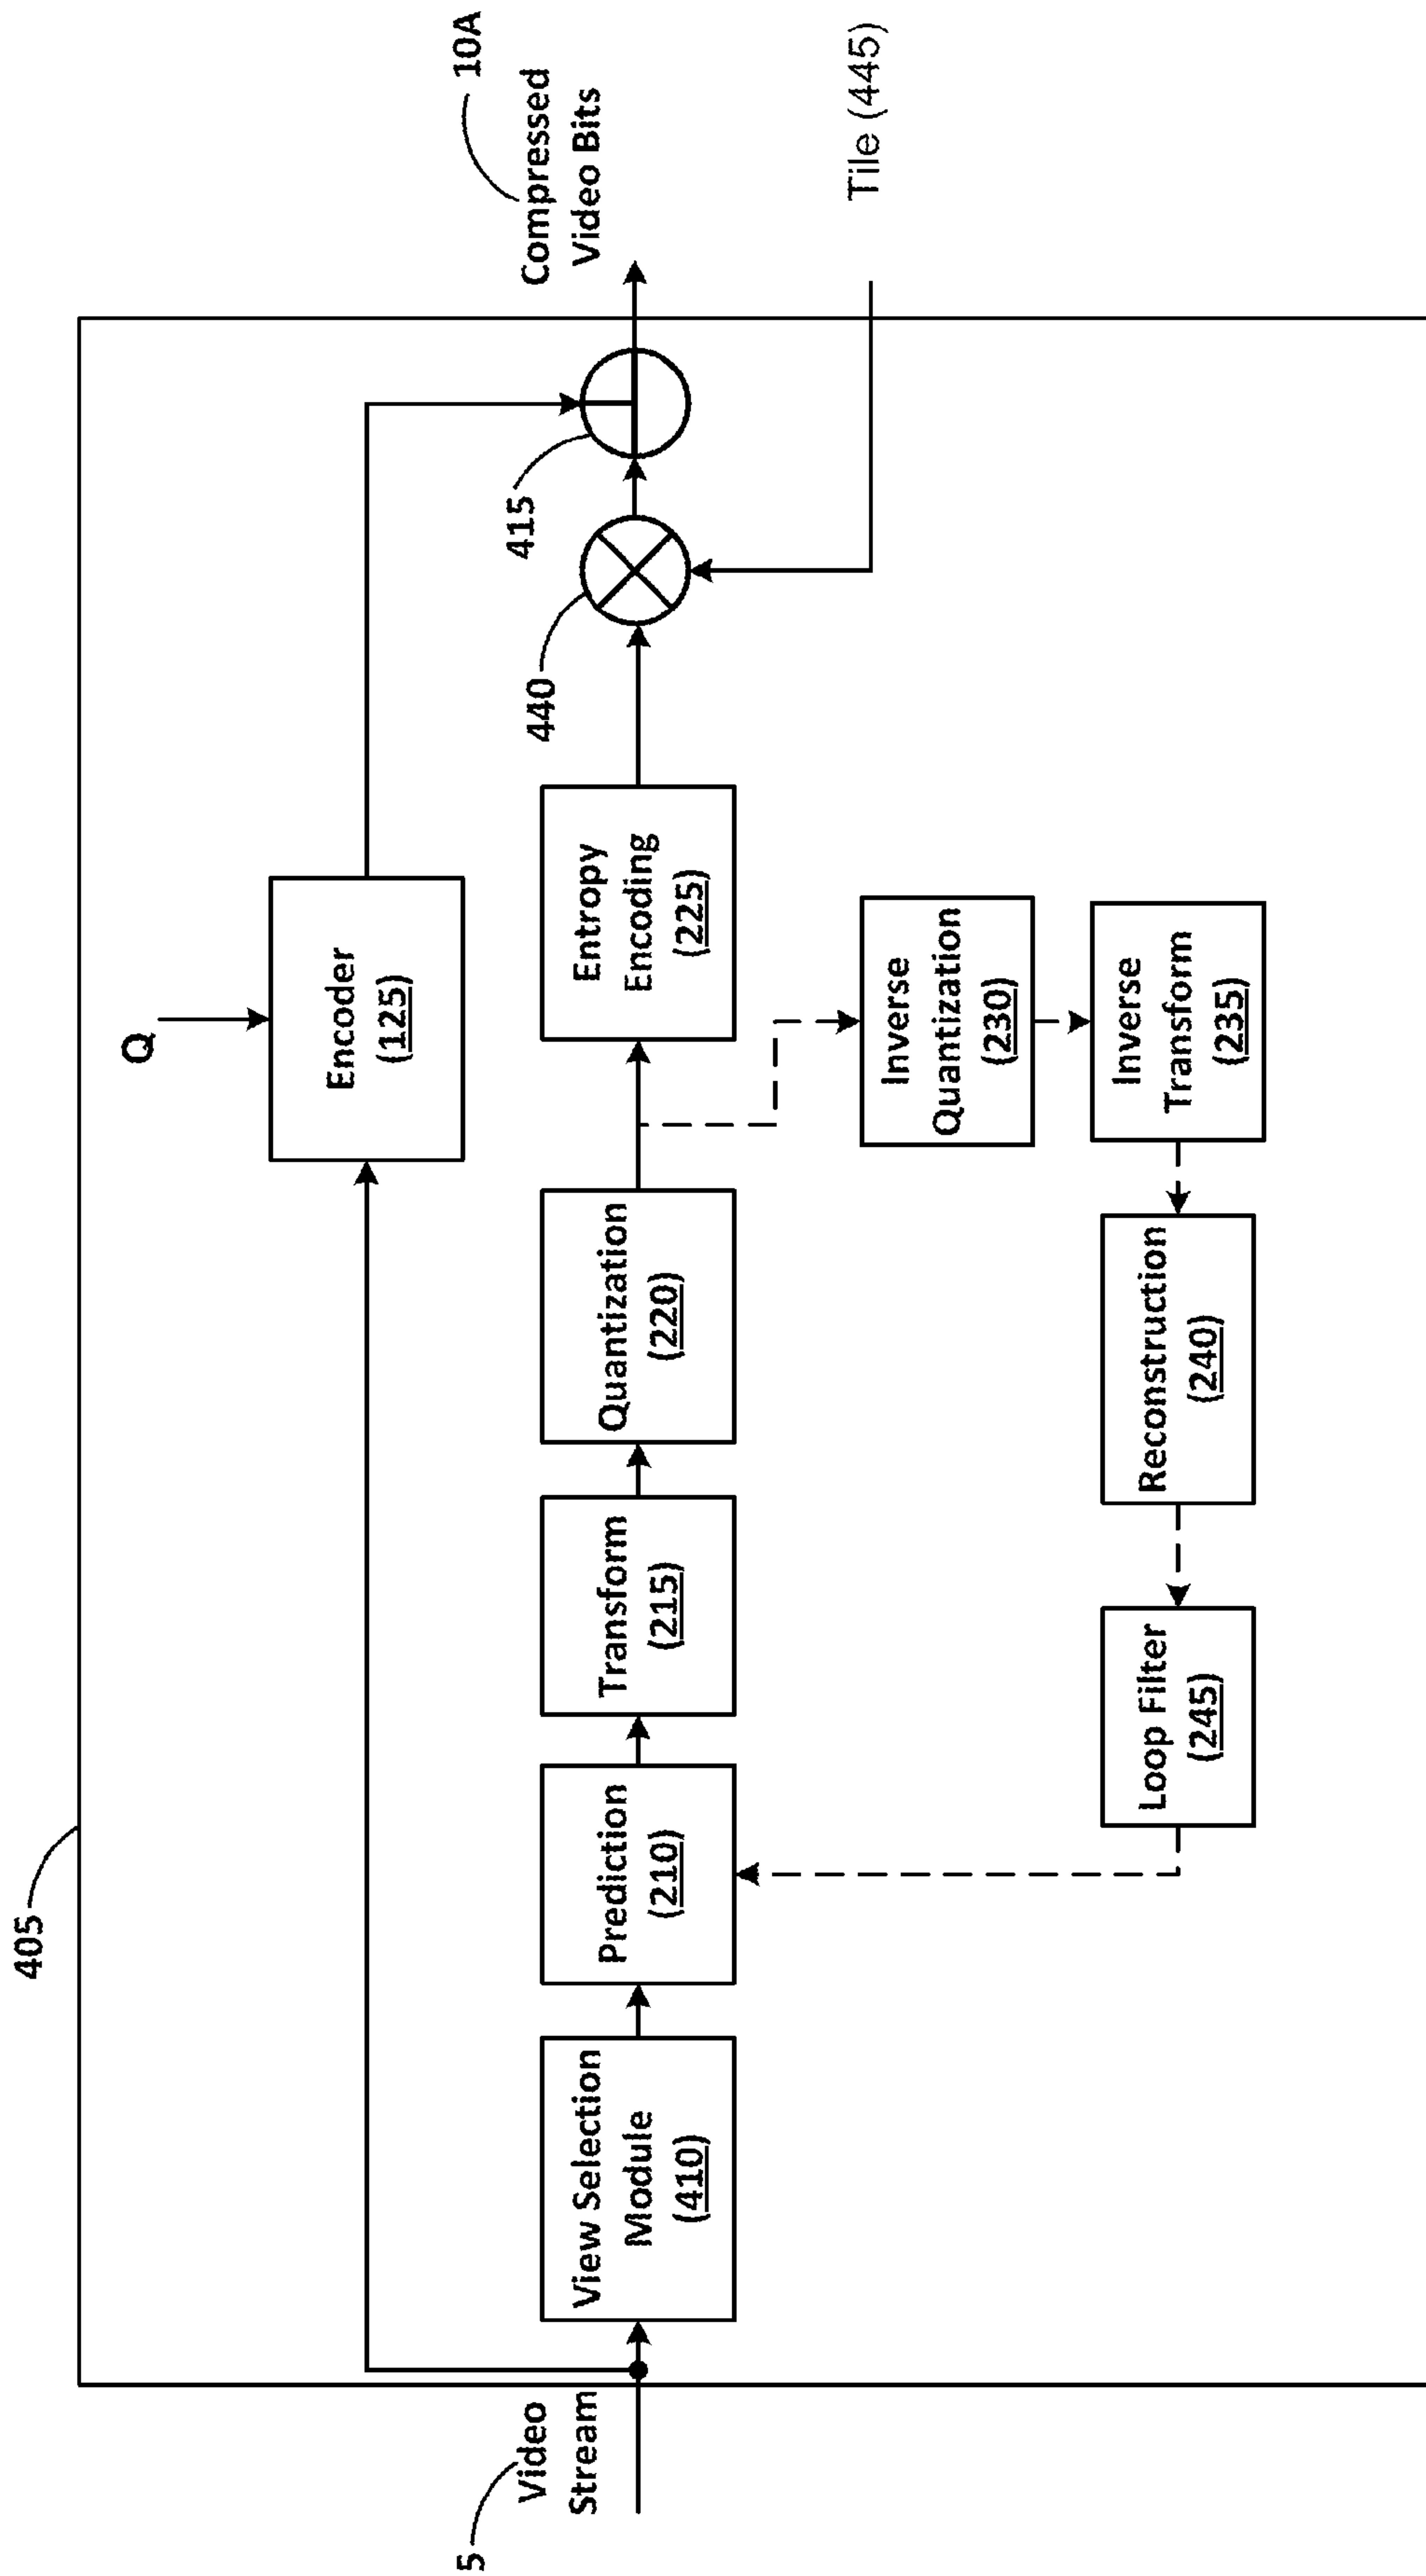 405
Q
Encoder
(125)
5
Video
Stream
View Selection
Module
(410)
Prediction
(210)
Transform
(215)
Quantization
(220)
Entropy
Encoding
(225)
440
415
10A
Compressed
Video Bits
Tile (445)
Inverse
Quantization
(230)
Inverse
Transform
(235)
Reconstruction
(240)
Loop Filter
(245)